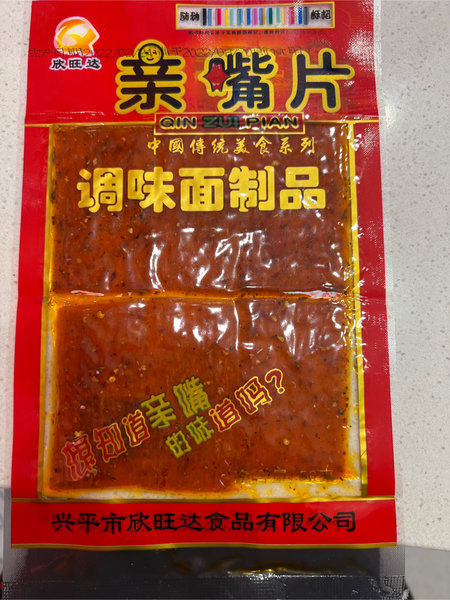 欣旺达
亲嘴片
QIN ZUI PIAN
中國傳统美食系列
调味面制品
想知道亲嘴
的味道吗?
兴平市欣旺达食品有限公司